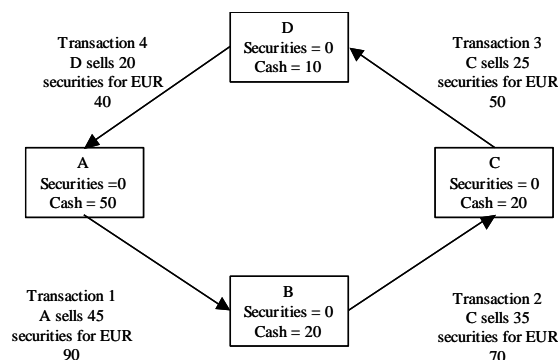 D
Securities = 0
Cash = 10
Transaction 4
D sells 20
securities for EUR
40
Transaction 3
C sells 25
securities for EUR
50
A
Securities =0
Cash = 50
C
Securities = 0
Cash = 20
B
Securities = 0
Cash = 20
Transaction 1
A sells 45
securities for EUR
90
Transaction 2
C sells 35
securities for EUR
70